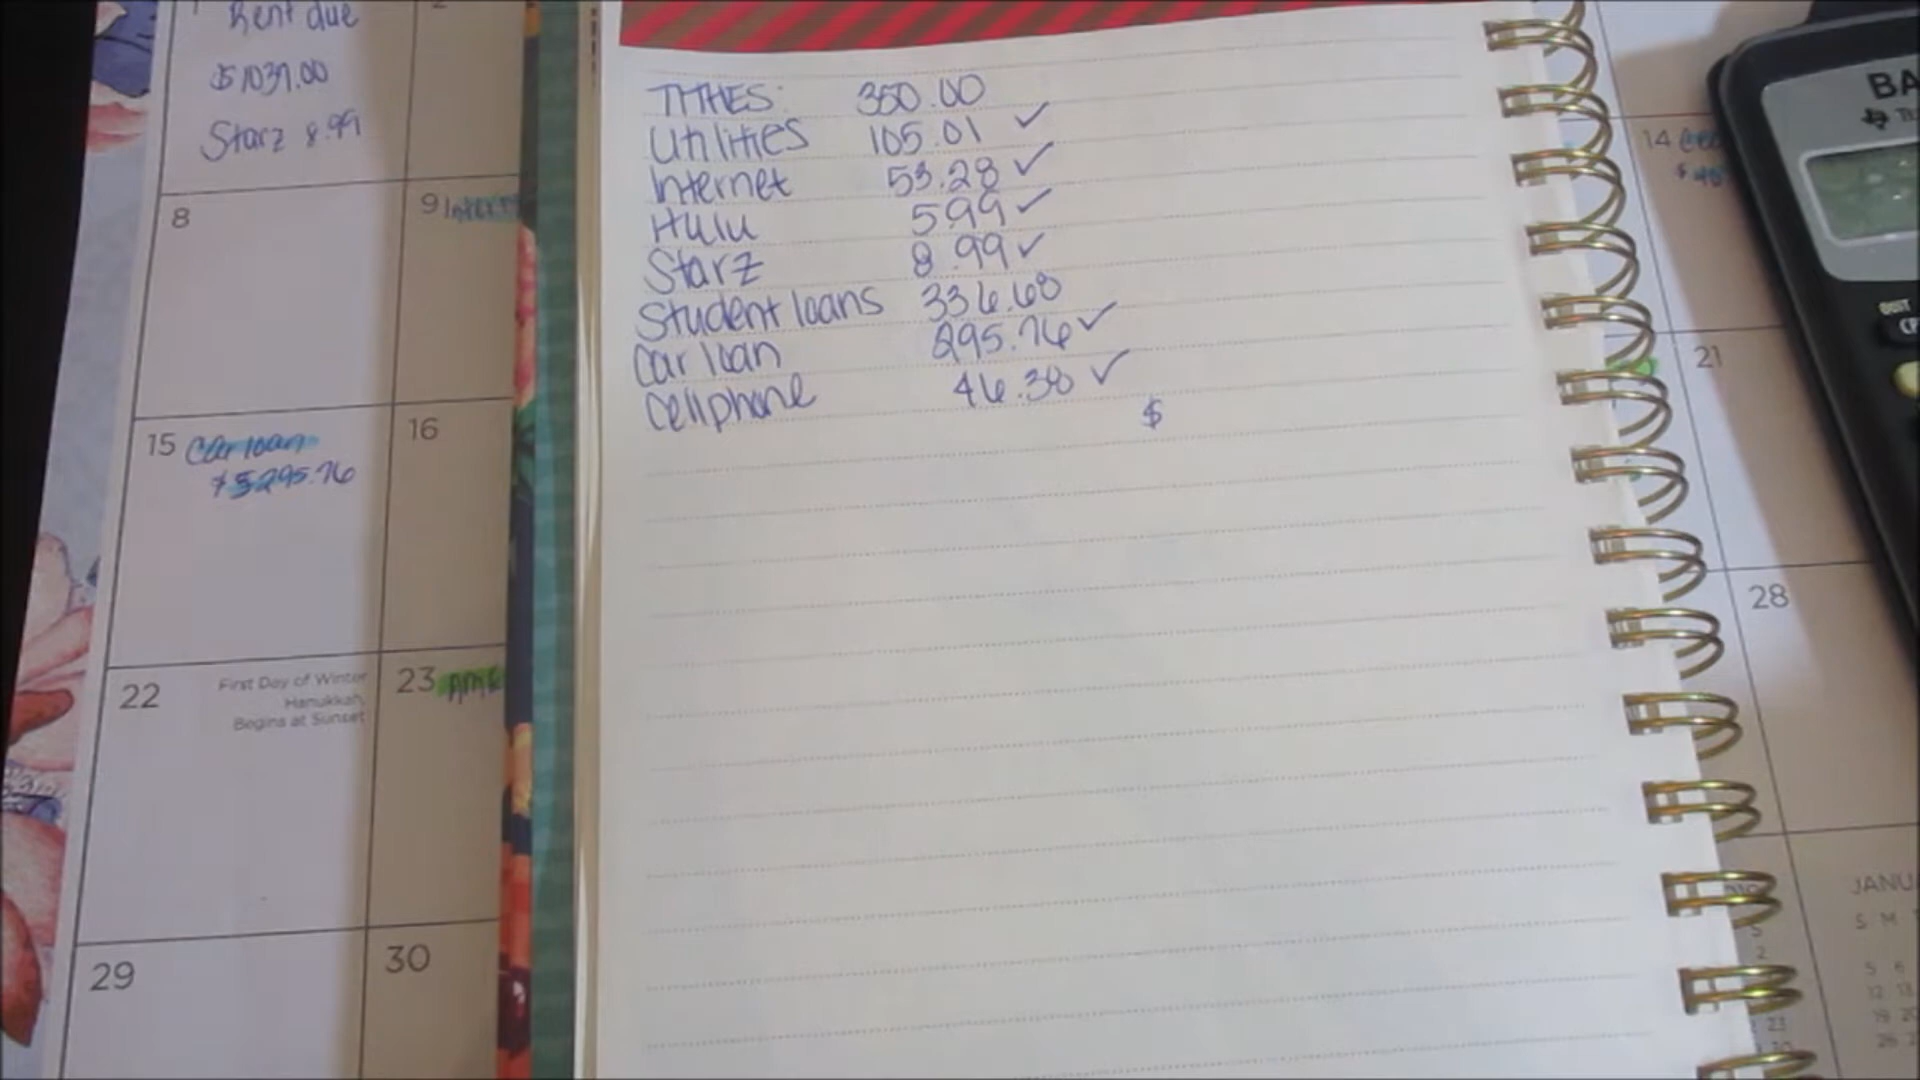 Rent due
$1039.00
Starz 8.99
8
9
15 Car loan
$295.76
16
22
First Day of Winter
Hanukkah
Begins at Sunset
23
29
30
TITHES: 350.00
Utilities 105.01 ✓
Internet 53.28 ✓
Hulu 5.99 ✓
Starz 8.99 ✓
Student loans 336.68
Car loan 295.76 ✓
Cellphone 46.38 ✓
$
14
21
28
BA
JANU
S M